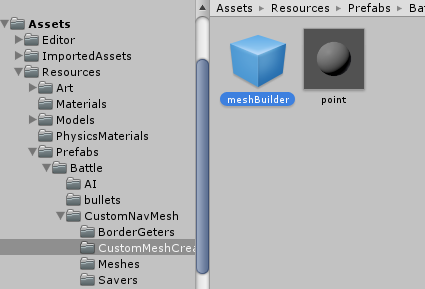 Assets
Editor
ImportedAssets
Resources
Art
Materials
Models
PhysicsMaterials
Prefabs
Battle
AI
bullets
CustomNavMesh
BorderGeters
CustomMeshCrea
Meshes
Savers
Assets ► Resources ► Prefabs ► Bat
meshBuilder
point